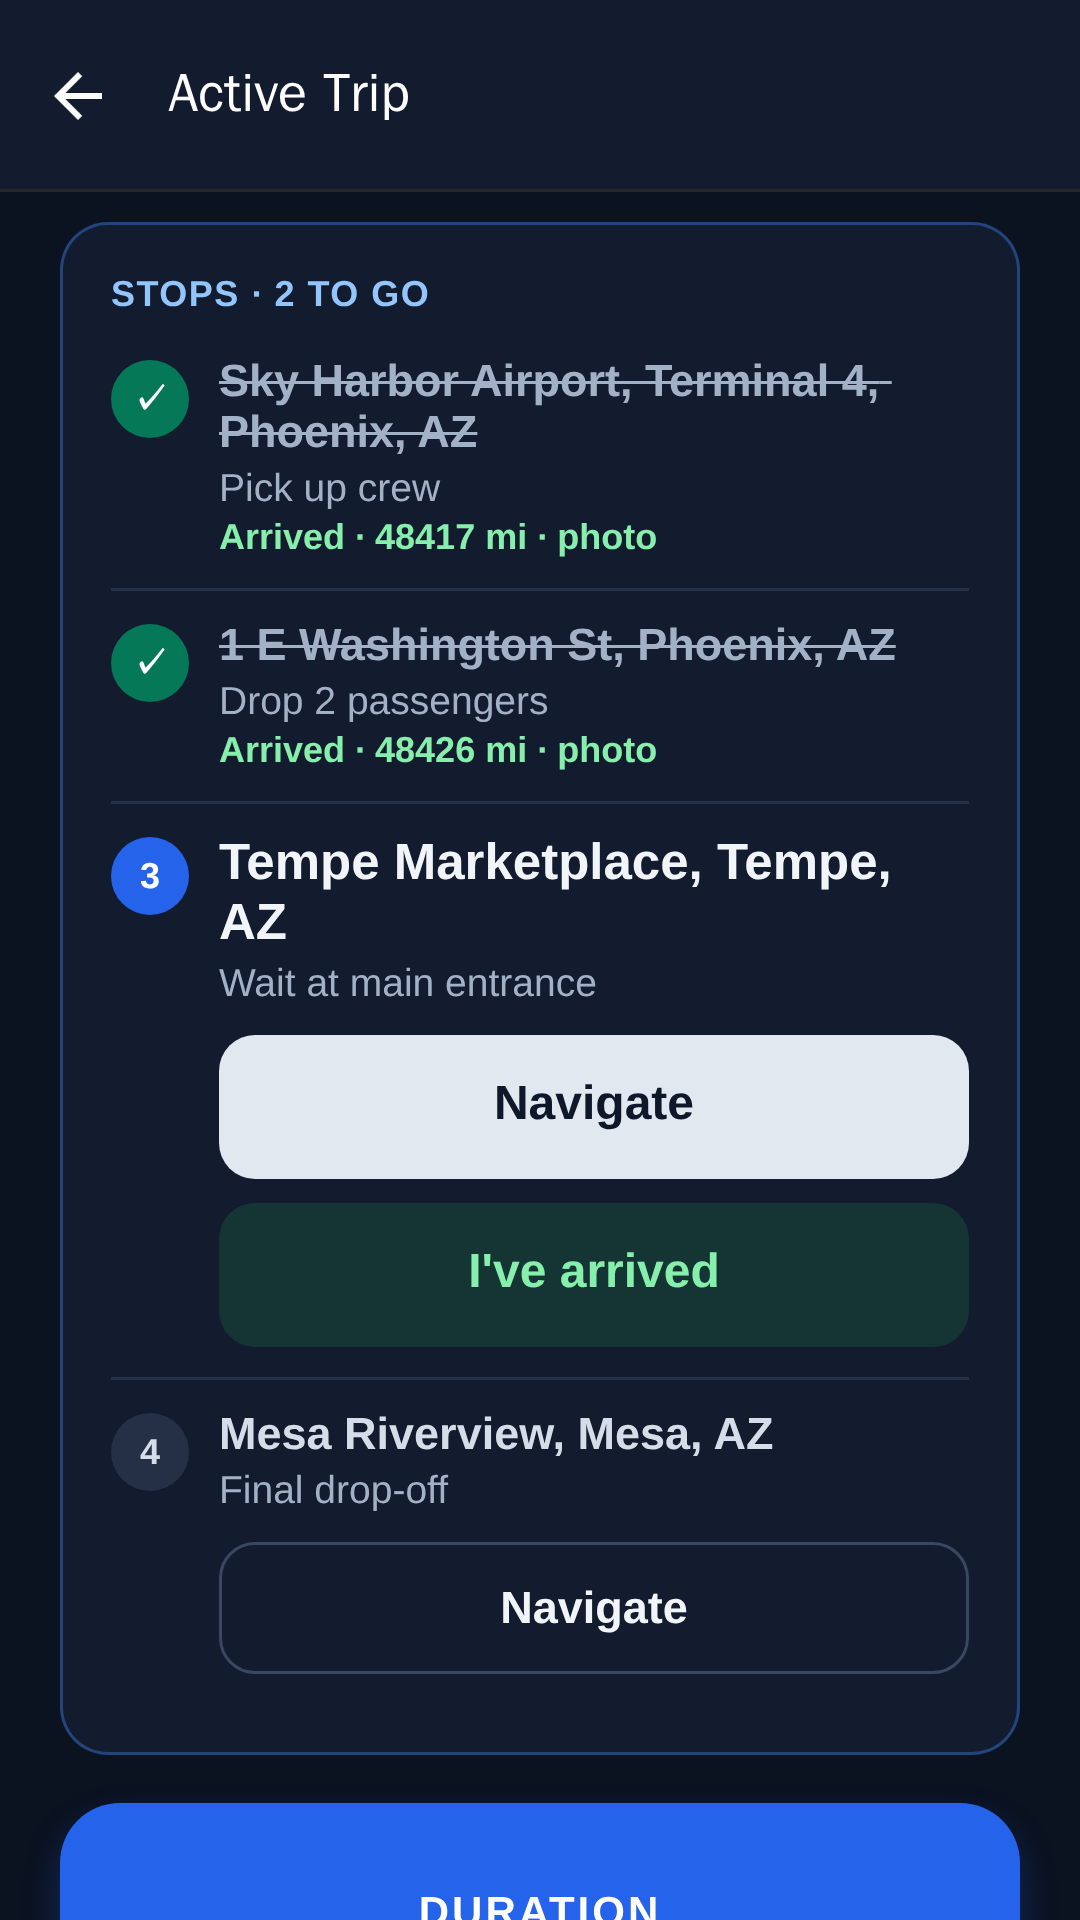 Active Trip
STOPS · 2 TO GO
✓
Sky Harbor Airport, Terminal 4,
Phoenix, AZ
Pick up crew
Arrived · 48417 mi · photo
✓
1 E Washington St, Phoenix, AZ
Drop 2 passengers
Arrived · 48426 mi · photo
3
Tempe Marketplace, Tempe,
AZ
Wait at main entrance
Navigate
I've arrived
4
Mesa Riverview, Mesa, AZ
Final drop-off
Navigate
DURATION